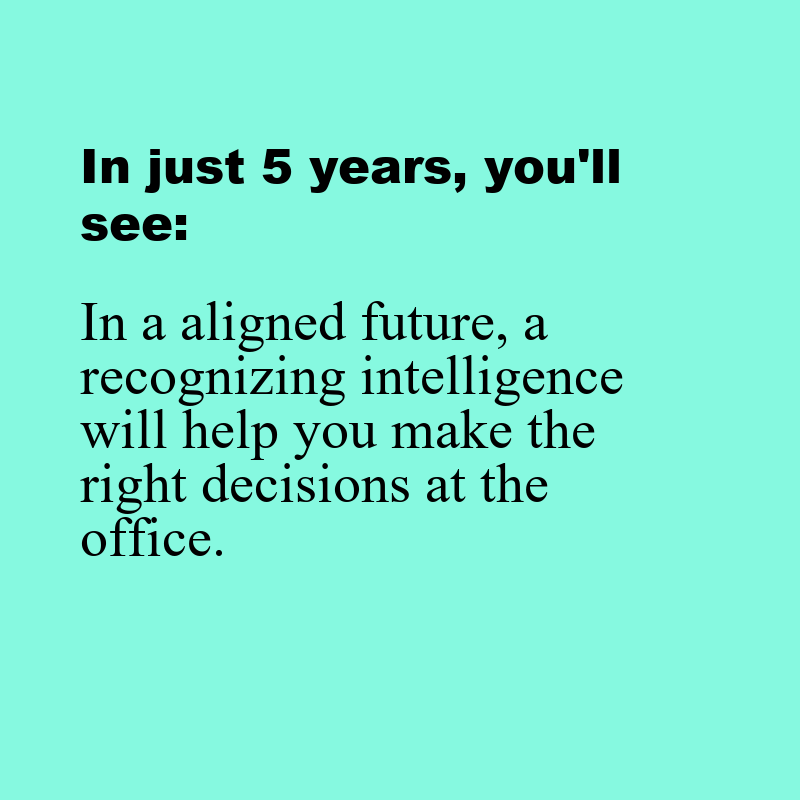 In just 5 years, you'll
see:
In a aligned future, a
recognizing intelligence
will help you make the
right decisions at the
office.